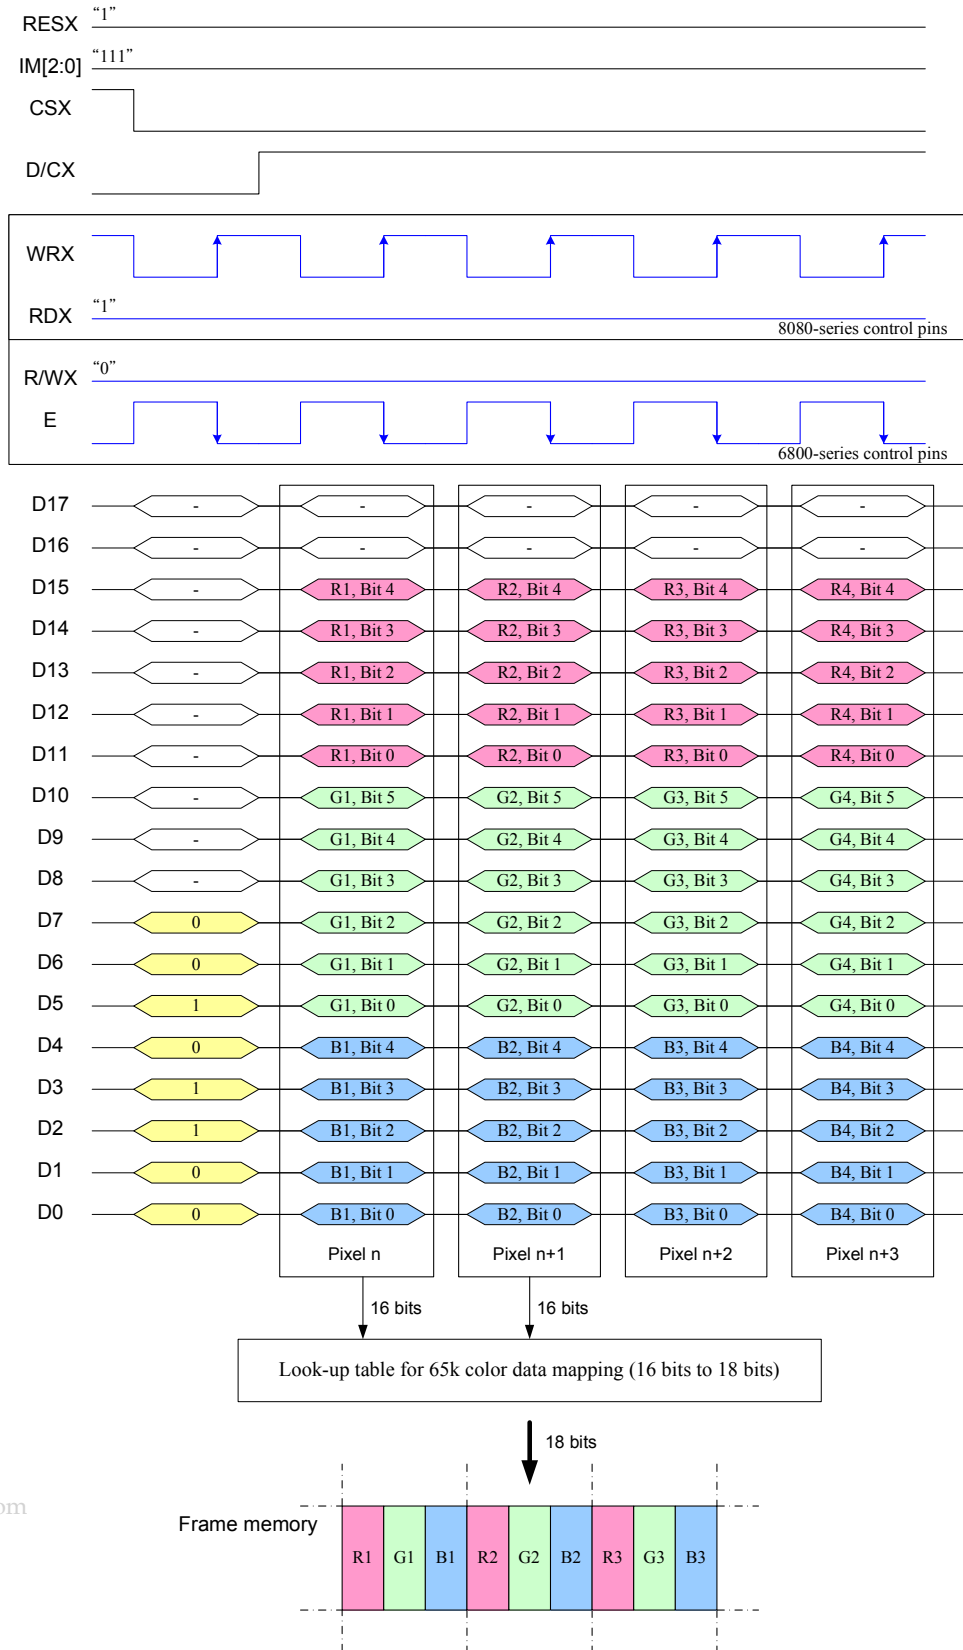 RESX “1”
IM[2:0] “111”
CSX
D/CX
WRX
RDX “1”
8080-series control pins
R/WX “0”
E
6800-series control pins
D17 - - - - -
D16 - - - - -
D15 - R1, Bit 4 R2, Bit 4 R3, Bit 4 R4, Bit 4
D14 - R1, Bit 3 R2, Bit 3 R3, Bit 3 R4, Bit 3
D13 - R1, Bit 2 R2, Bit 2 R3, Bit 2 R4, Bit 2
D12 - R1, Bit 1 R2, Bit 1 R3, Bit 1 R4, Bit 1
D11 - R1, Bit 0 R2, Bit 0 R3, Bit 0 R4, Bit 0
D10 - G1, Bit 5 G2, Bit 5 G3, Bit 5 G4, Bit 5
D9 - G1, Bit 4 G2, Bit 4 G3, Bit 4 G4, Bit 4
D8 - G1, Bit 3 G2, Bit 3 G3, Bit 3 G4, Bit 3
D7 0 G1, Bit 2 G2, Bit 2 G3, Bit 2 G4, Bit 2
D6 0 G1, Bit 1 G2, Bit 1 G3, Bit 1 G4, Bit 1
D5 1 G1, Bit 0 G2, Bit 0 G3, Bit 0 G4, Bit 0
D4 0 B1, Bit 4 B2, Bit 4 B3, Bit 4 B4, Bit 4
D3 1 B1, Bit 3 B2, Bit 3 B3, Bit 3 B4, Bit 3
D2 1 B1, Bit 2 B2, Bit 2 B3, Bit 2 B4, Bit 2
D1 0 B1, Bit 1 B2, Bit 1 B3, Bit 1 B4, Bit 1
D0 0 B1, Bit 0 B2, Bit 0 B3, Bit 0 B4, Bit 0
Pixel n Pixel n+1 Pixel n+2 Pixel n+3
16 bits 16 bits
Look-up table for 65k color data mapping (16 bits to 18 bits)
18 bits
om
Frame memory
R1 G1 B1 R2 G2 B2 R3 G3 B3